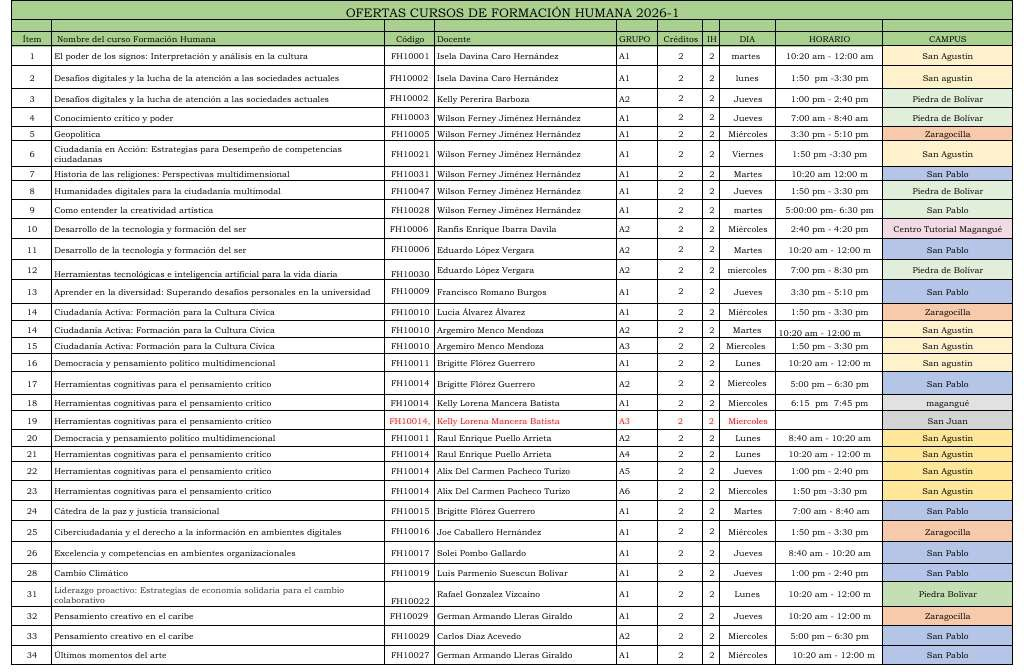 OFERTAS CURSOS DE FORMACIÓN HUMANA 2026-1
Ítem Nombre del curso Formación Humana Código Docente GRUPO Créditos IH DIA HORARIO CAMPUS
1 El poder de los signos: Interpretación y análisis en la cultura FH10001 Isela Davina Caro Hernández A1 2 2 martes 10:20 am - 12:00 am San Agustín
2 Desafíos digitales y la lucha de la atención a las sociedades actuales FH10002 Isela Davina Caro Hernández A1 2 2 lunes 1:50 pm -3:30 pm San agustin
3 Desafíos digitales y la lucha de atención a las sociedades actuales FH10002 Kelly Pererira Barboza A2 2 2 Jueves 1:00 pm - 2:40 pm Piedra de Bolívar
4 Conocimiento crítico y poder FH10003 Wilson Ferney Jiménez Hernández A1 2 2 Jueves 7:00 am - 8:40 am Piedra de Bolívar
5 Geopolítica FH10005 Wilson Ferney Jiménez Hernández A1 2 2 Miércoles 3:30 pm - 5:10 pm Zaragocilla
6 Ciudadanía en Acción: Estrategias para Desempeño de competencias
ciudadanas FH10021 Wilson Ferney Jiménez Hernández A1 2 2 Viernes 1:50 pm -3:30 pm San Agustín
7 Historia de las religiones: Perspectivas multidimensional FH10031 Wilson Ferney Jiménez Hernández A1 2 2 Martes 10:20 am 12:00 m San Pablo
8 Humanidades digitales para la ciudadanía multimodal FH10047 Wilson Ferney Jiménez Hernández A1 2 2 Jueves 1:50 pm - 3:30 pm Piedra de Bolívar
9 Como entender la creatividad artística FH10028 Wilson Ferney Jiménez Hernández A1 2 2 martes 5:00:00 pm- 6:30 pm San Pablo
10 Desarrollo de la tecnología y formación del ser FH10006 Ranfis Enrique Ibarra Davila A2 2 2 Miércoles 2:40 pm - 4:20 pm Centro Tutorial Magangué
11 Desarrollo de la tecnología y formación del ser FH10006 Eduardo López Vergara A2 2 2 Martes 10:20 am - 12:00 m San Pablo
12 Herramientas tecnológicas e inteligencia artificial para la vida diaria FH10030 Eduardo López Vergara A2 2 2 miercoles 7:00 pm - 8:30 pm Piedra de Bolívar
13 Aprender en la diversidad: Superando desafíos personales en la universidad FH10009 Francisco Romano Burgos A1 2 2 Jueves 3:30 pm - 5:10 pm San Pablo
14 Ciudadanía Activa: Formación para la Cultura Cívica FH10010 Lucia Álvarez Álvarez A1 2 2 Miércoles 1:50 pm - 3:30 pm Zaragocilla
14 Ciudadanía Activa: Formación para la Cultura Cívica FH10010 Argemiro Menco Mendoza A2 2 2 Martes 10:20 am - 12:00 m San Agustin
15 Ciudadanía Activa: Formación para la Cultura Cívica FH10010 Argemiro Menco Mendoza A3 2 2 Miercoles 1:50 pm - 3:30 pm San Agustin
16 Democracia y pensamiento político multidimencional FH10011 Brigitte Flórez Guerrero A1 2 2 Lunes 10:20 am - 12:00 m San agustin
17 Herramientas cognitivas para el pensamiento crítico FH10014 Brigitte Flórez Guerrero A2 2 2 Miercoles 5:00 pm – 6:30 pm San Pablo
18 Herramientas cognitivas para el pensamiento crítico FH10014 Kelly Lorena Mancera Batista A1 2 2 Miercoles 6:15 pm 7:45 pm magangué
19 Herramientas cognitivas para el pensamiento crítico FH10014, Kelly Lorena Mancera Batista A3 2 2 Miercoles San Juan
20 Democracia y pensamiento político multidimencional FH10011 Raul Enrique Puello Arrieta A2 2 2 Lunes 8:40 am - 10:20 am San Agustin
21 Herramientas cognitivas para el pensamiento crítico FH10014 Raul Enrique Puello Arrieta A4 2 2 Lunes 10:20 am - 12:00 m San Agustin
22 Herramientas cognitivas para el pensamiento crítico FH10014 Alix Del Carmen Pacheco Turizo A5 2 2 Jueves 1:00 pm - 2:40 pm San Agustin
23 Herramientas cognitivas para el pensamiento crítico FH10014 Alix Del Carmen Pacheco Turizo A6 2 2 Miercoles 1:50 pm -3:30 pm San Agustin
24 Cátedra de la paz y justicia transicional FH10015 Brigitte Flórez Guerrero A1 2 2 Martes 7:00 am - 8:40 am San Pablo
25 Ciberciudadania y el derecho a la información en ambientes digitales FH10016 Joe Caballero Hernández A1 2 2 Miércoles 1:50 pm - 3:30 pm Zaragocilla
26 Excelencia y competencias en ambientes organizacionales FH10017 Solei Pombo Gallardo A1 2 2 Jueves 8:40 am - 10:20 am San Pablo
28 Cambio Climático FH10019 Luis Parmenio Suescun Bolivar A1 2 2 Jueves 1:00 pm - 2:40 pm San Pablo
31 Liderazgo proactivo: Estrategias de economía solidaria para el cambio
colaborativo FH10022 Rafael Gonzalez Vizcaíno A1 2 2 Lunes 10:20 am - 12:00 m Piedra Bolivar
32 Pensamiento creativo en el caribe FH10029 German Armando Lleras Giraldo A1 2 2 Jueves 10:20 am - 12:00 m Zaragocilla
33 Pensamiento creativo en el caribe FH10029 Carlos Diaz Acevedo A2 2 2 Miercoles 5:00 pm – 6:30 pm San Pablo
34 Últimos momentos del arte FH10027 German Armando Lleras Giraldo A1 2 2 Miércoles 10:20 am - 12:00 m San Pablo